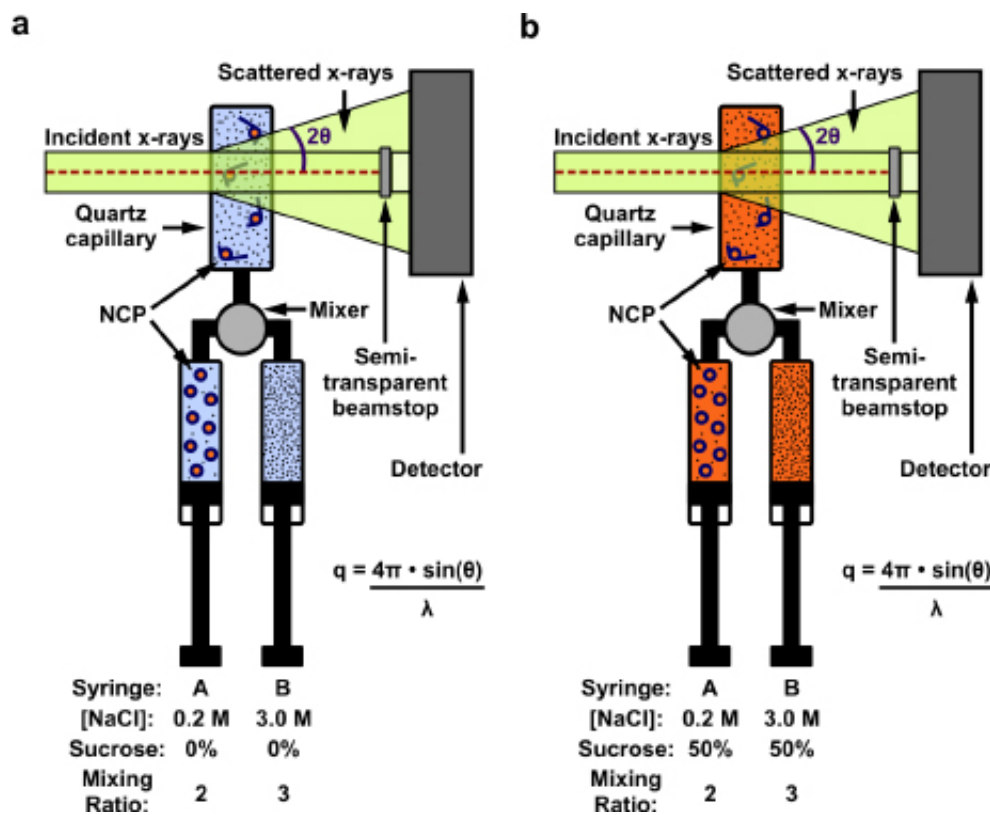 a
Scattered x-rays
Incident x-rays
2θ
Quartz
capillary
NCP
Mixer
Semi-
transparent
beamstop
Detector
q = 4π • sin(θ)
λ
Syringe: A B
[NaCl]: 0.2 M 3.0 M
Sucrose: 0% 0%
Mixing
Ratio: 2 3
b
Scattered x-rays
Incident x-rays
2θ
Quartz
capillary
NCP
Mixer
Semi-
transparent
beamstop
Detector
q = 4π • sin(θ)
λ
Syringe: A B
[NaCl]: 0.2 M 3.0 M
Sucrose: 50% 50%
Mixing
Ratio: 2 3